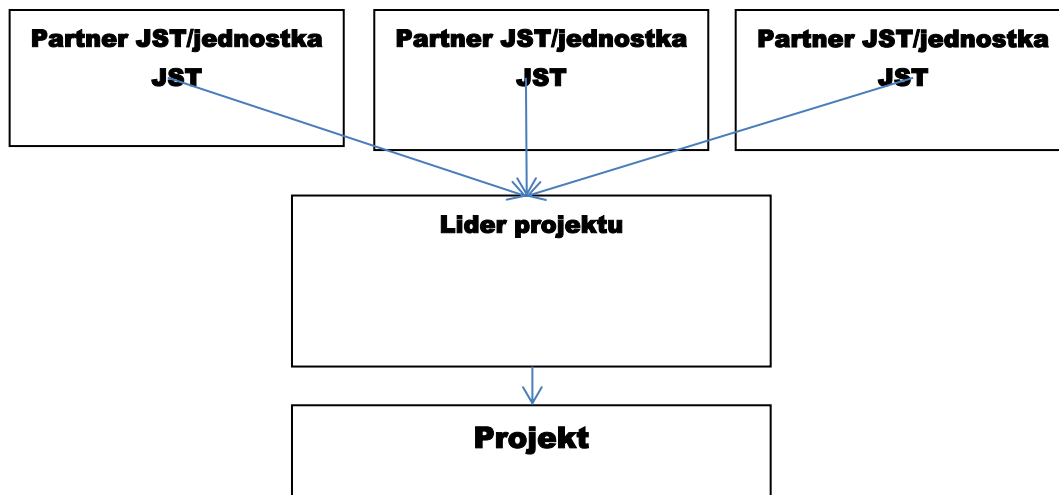 Partner JST/jednostka
JST
Partner JST/jednostka
JST
Partner JST/jednostka
JST
Lider projektu
Projekt